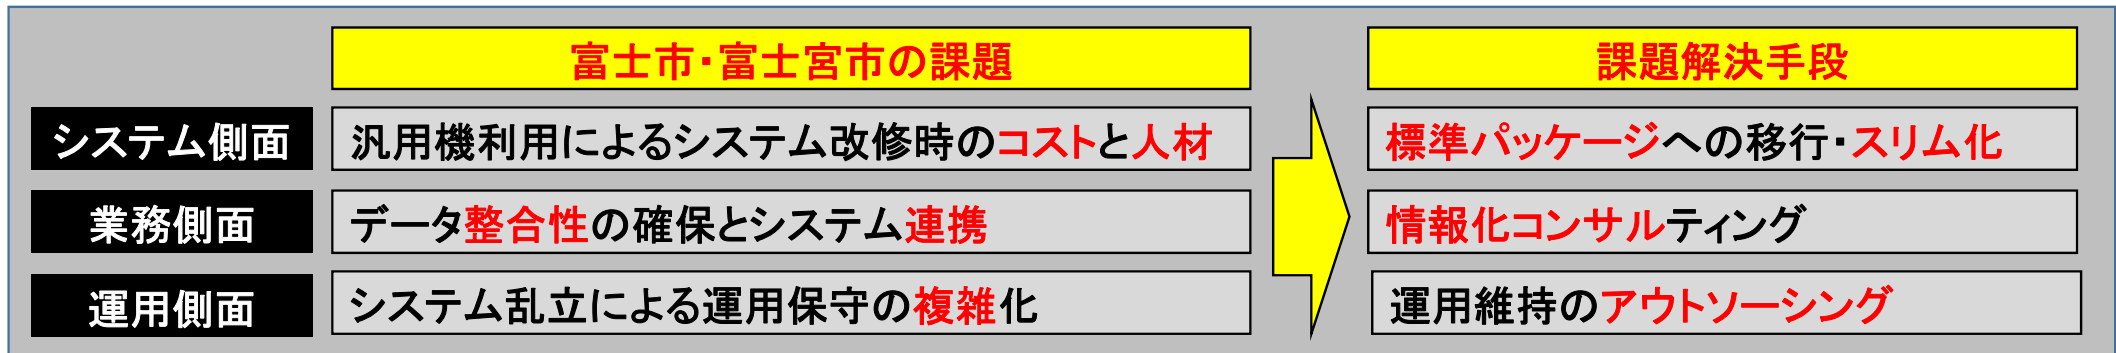 富士市・富士宮市の課題
課題解決手段
システム側面
汎用機利用によるシステム改修時のコストと人材
標準パッケージへの移行・スリム化
業務側面
データ整合性の確保とシステム連携
情報化コンサルティング
運用側面
システム乱立による運用保守の複雑化
運用維持のアウトソーシング